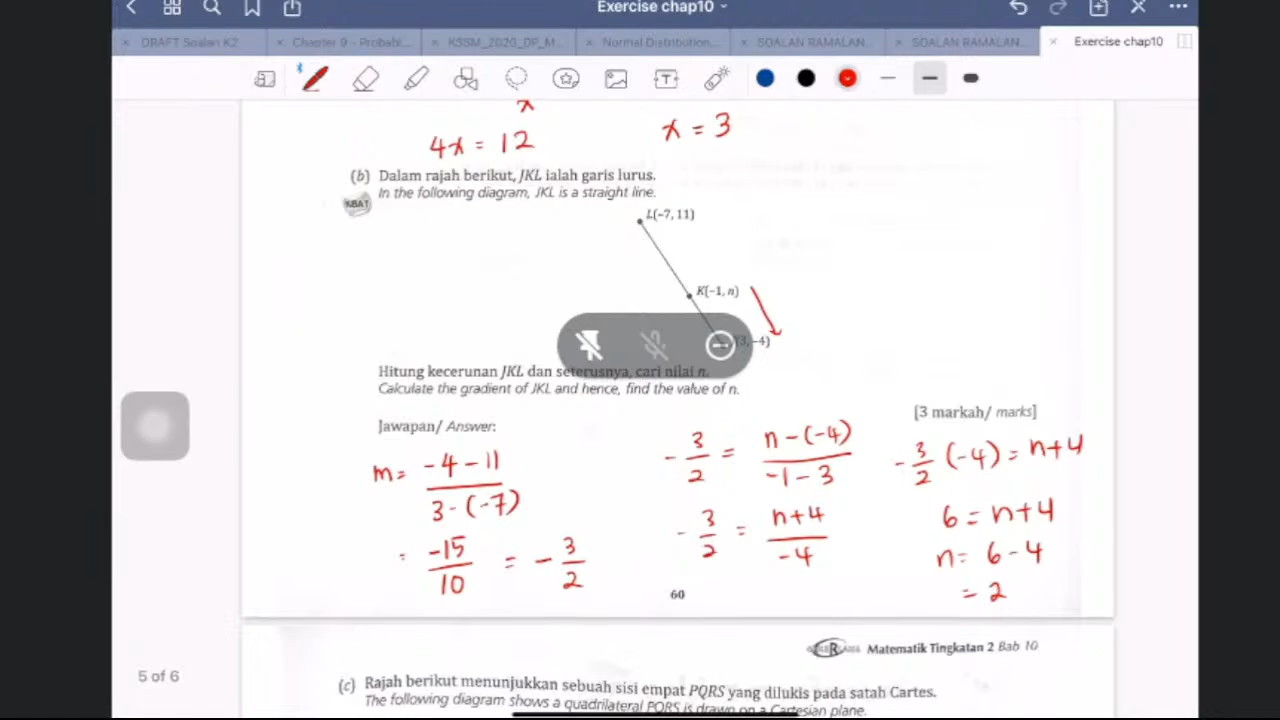 Exercise chap10
DRAFT Soalan K2
Chapter 9 - Probabi...
KSSM_2020_DP_M...
Normal Distribution...
SOALAN RAMALAN...
SOALAN RAMALAN...
Exercise chap10
x
4x = 12
x = 3
(b) Dalam rajah berikut, JKL ialah garis lurus.
In the following diagram, JKL is a straight line.
KBAT
L(−7, 11)
K(−1, n)
(3, −4)
Hitung kecerunan JKL dan seterusnya, cari nilai n.
Calculate the gradient of JKL and hence, find the value of n.
[3 markah/ marks]
Jawapan/ Answer:
m = -4 - 11 / 3 - (-7)
= -15 / 10 = - 3/2
- 3/2 = n - (-4) / -1 - 3
- 3/2 = n+4 / -4
- 3/2 (-4) = n+4
6 = n+4
n = 6 - 4
= 2
60
Matematik Tingkatan 2 Bab 10
5 of 6
(c) Rajah berikut menunjukkan sebuah sisi empat PQRS yang dilukis pada satah Cartes.
The following diagram shows a quadrilateral PQRS is drawn on a Cartesian plane.